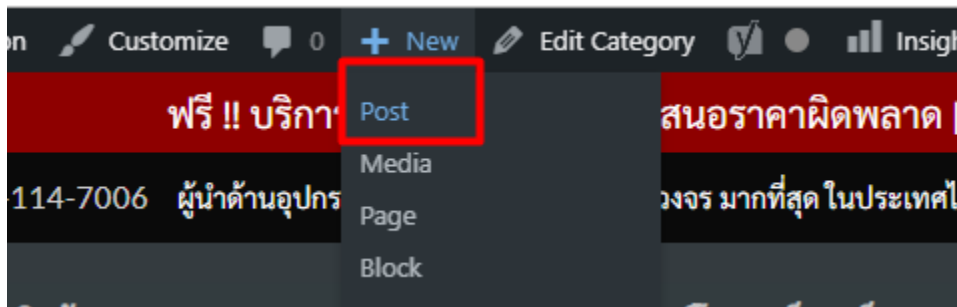 Customize 0 + New Edit Category
ฟรี !! บริการ Post สนอราคาผิดพลาด
Media
-114-7006 ผู้นำด้านอุปกร วงจร มากที่สุด ในประเทศ
Page
Block